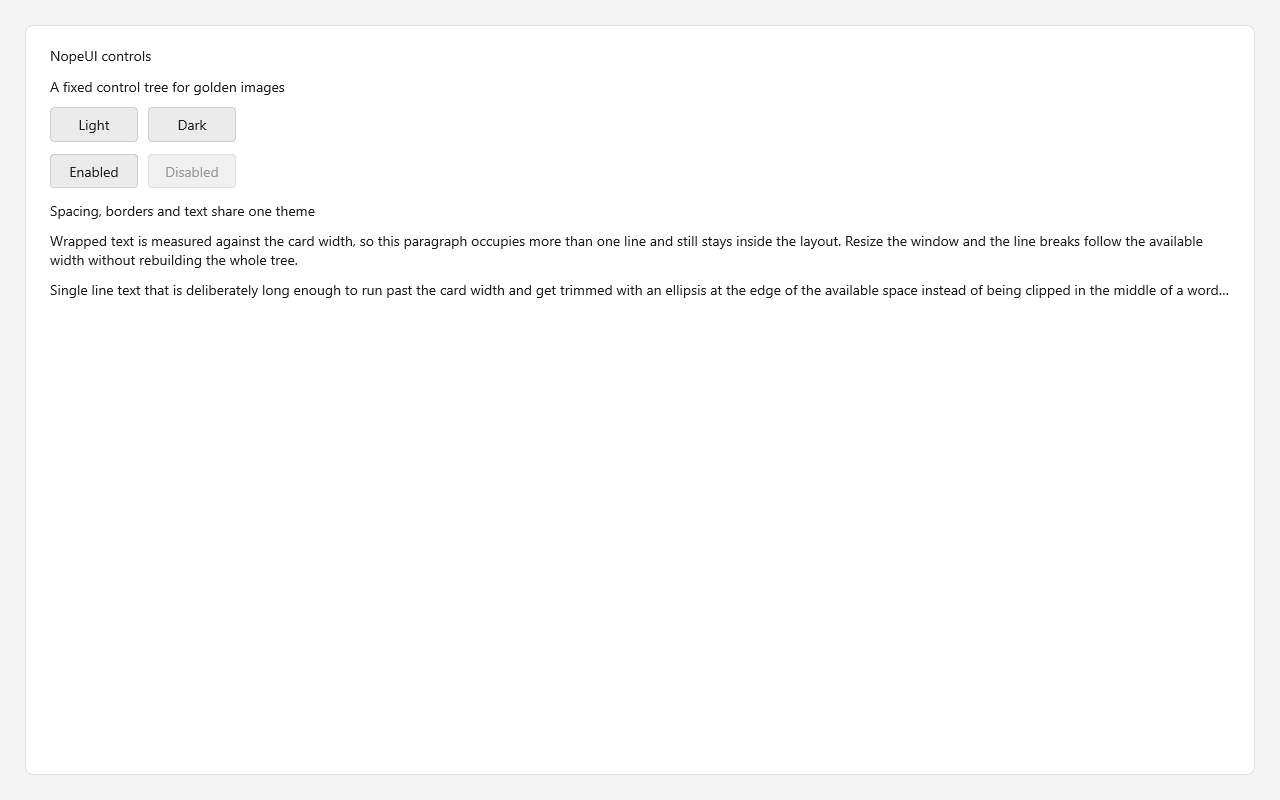 NopeUI controls
A fixed control tree for golden images
Light Dark
Enabled Disabled
Spacing, borders and text share one theme
Wrapped text is measured against the card width, so this paragraph occupies more than one line and still stays inside the layout. Resize the window and the line breaks follow the available
width without rebuilding the whole tree.
Single line text that is deliberately long enough to run past the card width and get trimmed with an ellipsis at the edge of the available space instead of being clipped in the middle of a word...